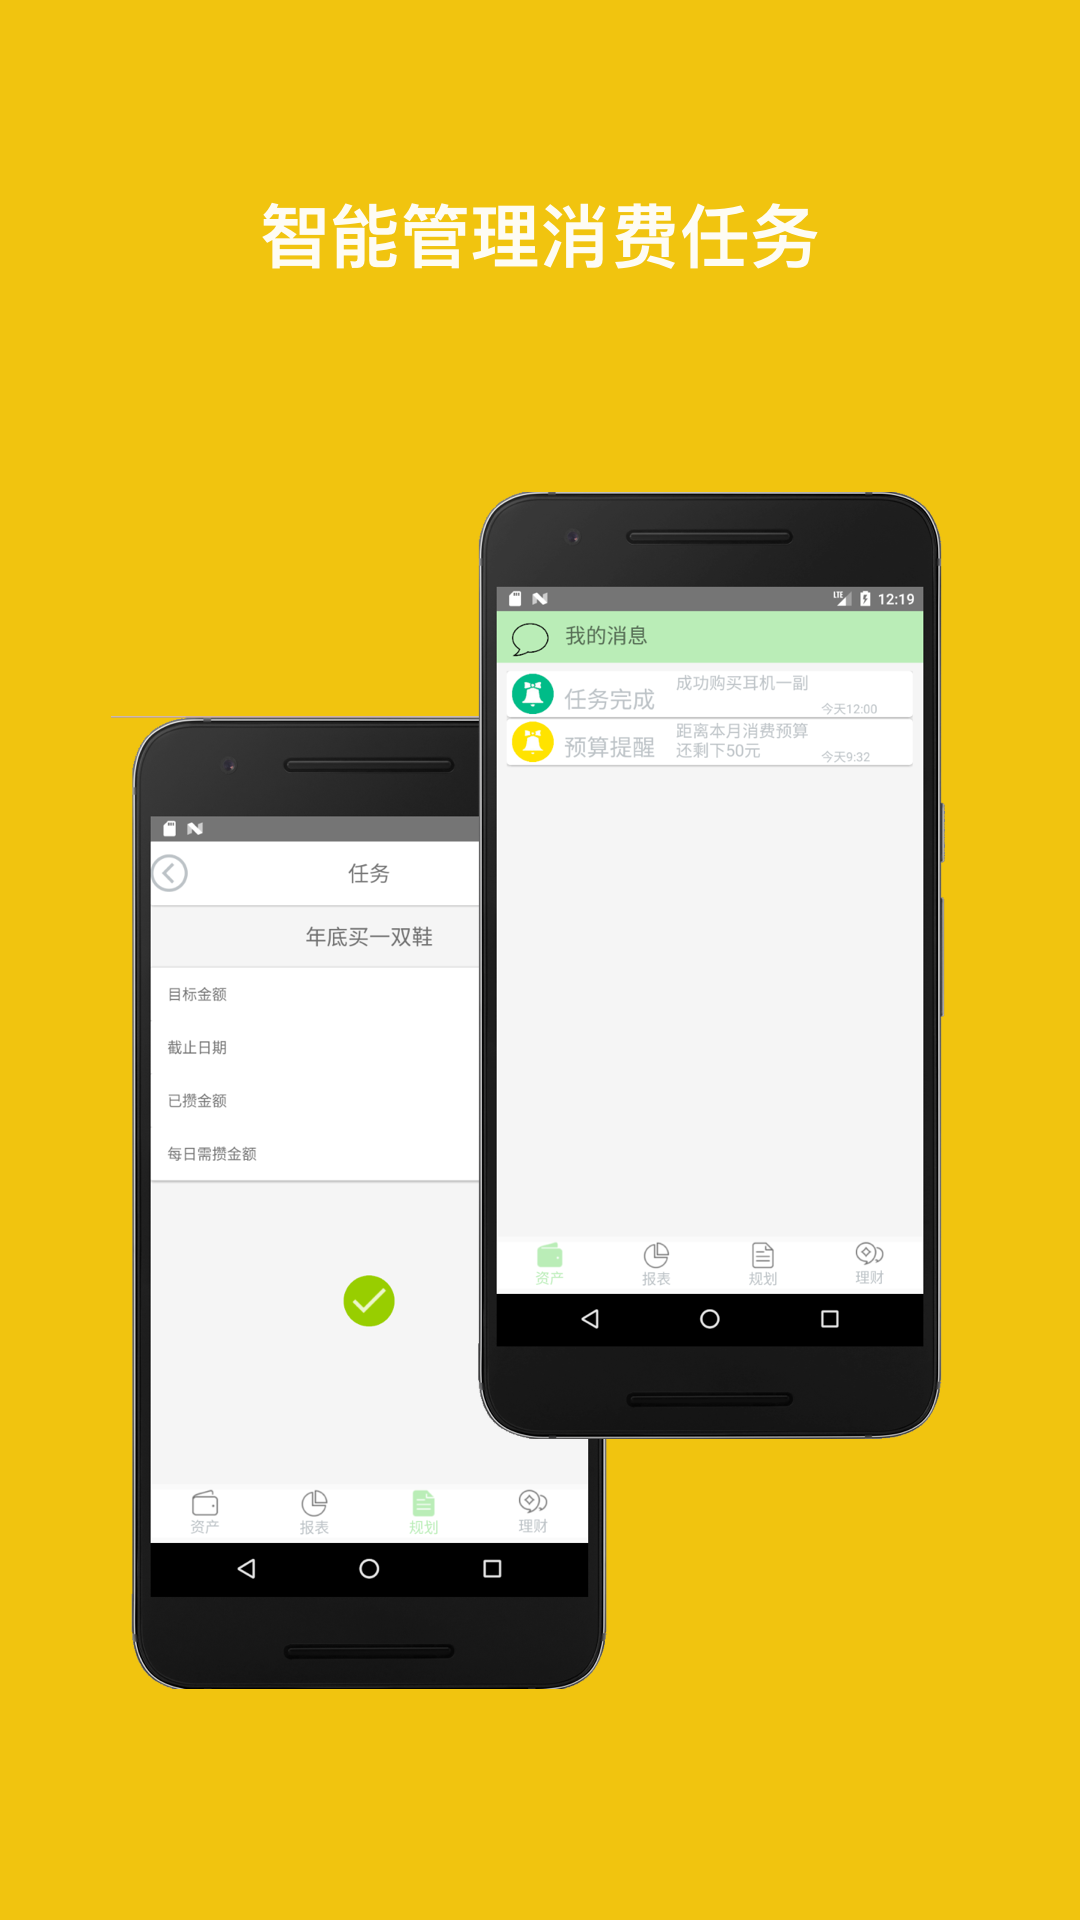 智能管理消费任务
LTE 12:19
我的消息
任务完成
成功购买耳机一副
今天12:00
预算提醒
距离本月消费预算
还剩下50元
今天9:32
资产 报表 规划 理财
任务
年底买一双鞋
目标金额
截止日期
已攒金额
每日需攒金额
资产 报表 规划 理财